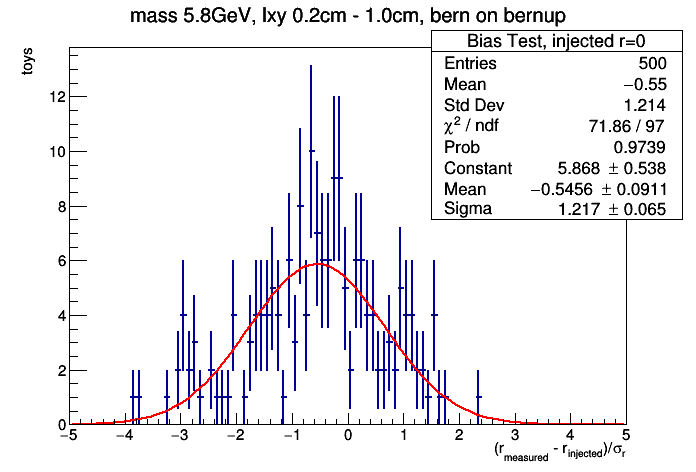 mass 5.8GeV, lxy 0.2cm - 1.0cm, bern on bernup
toys
Bias Test, injected r=0
Entries 500
Mean −0.55
Std Dev 1.214
χ² / ndf 71.86 / 97
Prob 0.9739
Constant 5.868 ± 0.538
Mean −0.5456 ± 0.0911
Sigma 1.217 ± 0.065
12
10
8
6
4
2
0
−5 −4 −3 −2 −1 0 1 2 3 4 5
(r_measured - r_injected)/σ_r